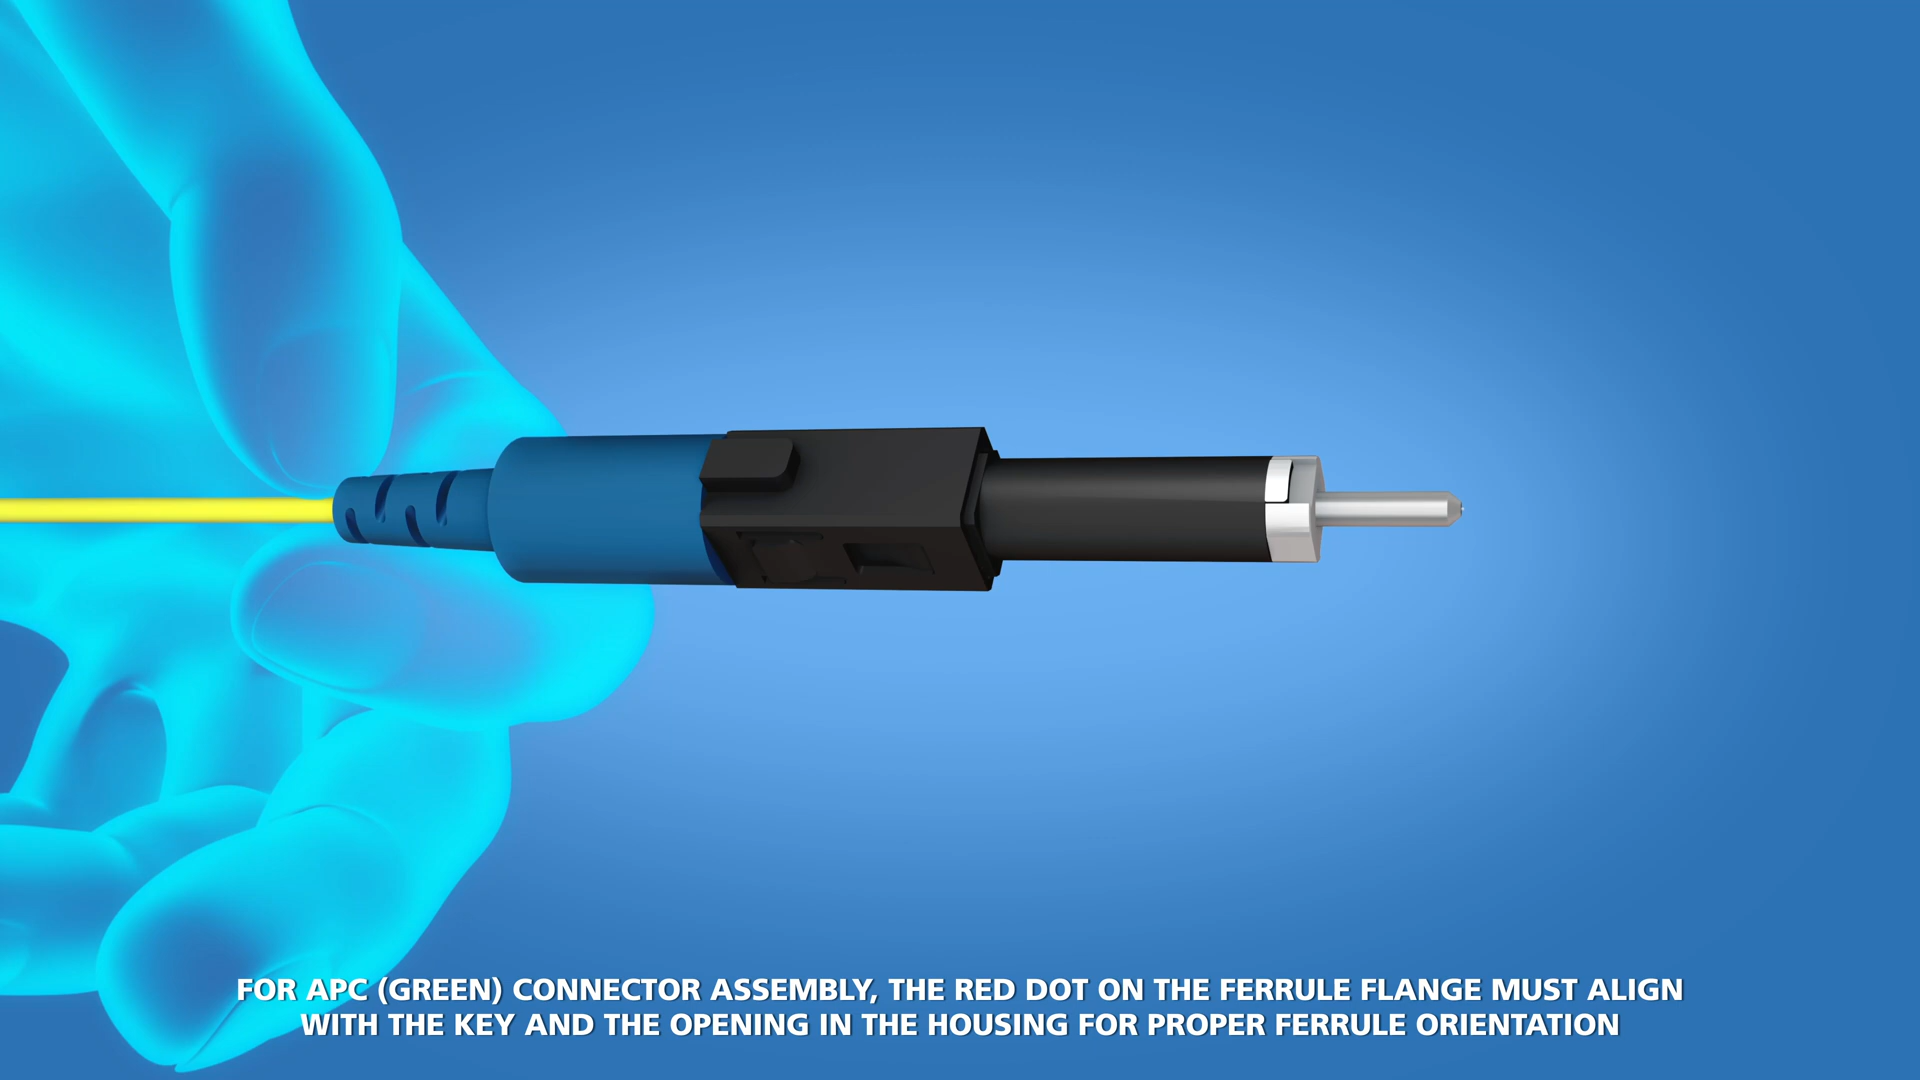 FOR APC (GREEN) CONNECTOR ASSEMBLY, THE RED DOT ON THE FERRULE FLANGE MUST ALIGN
WITH THE KEY AND THE OPENING IN THE HOUSING FOR PROPER FERRULE ORIENTATION